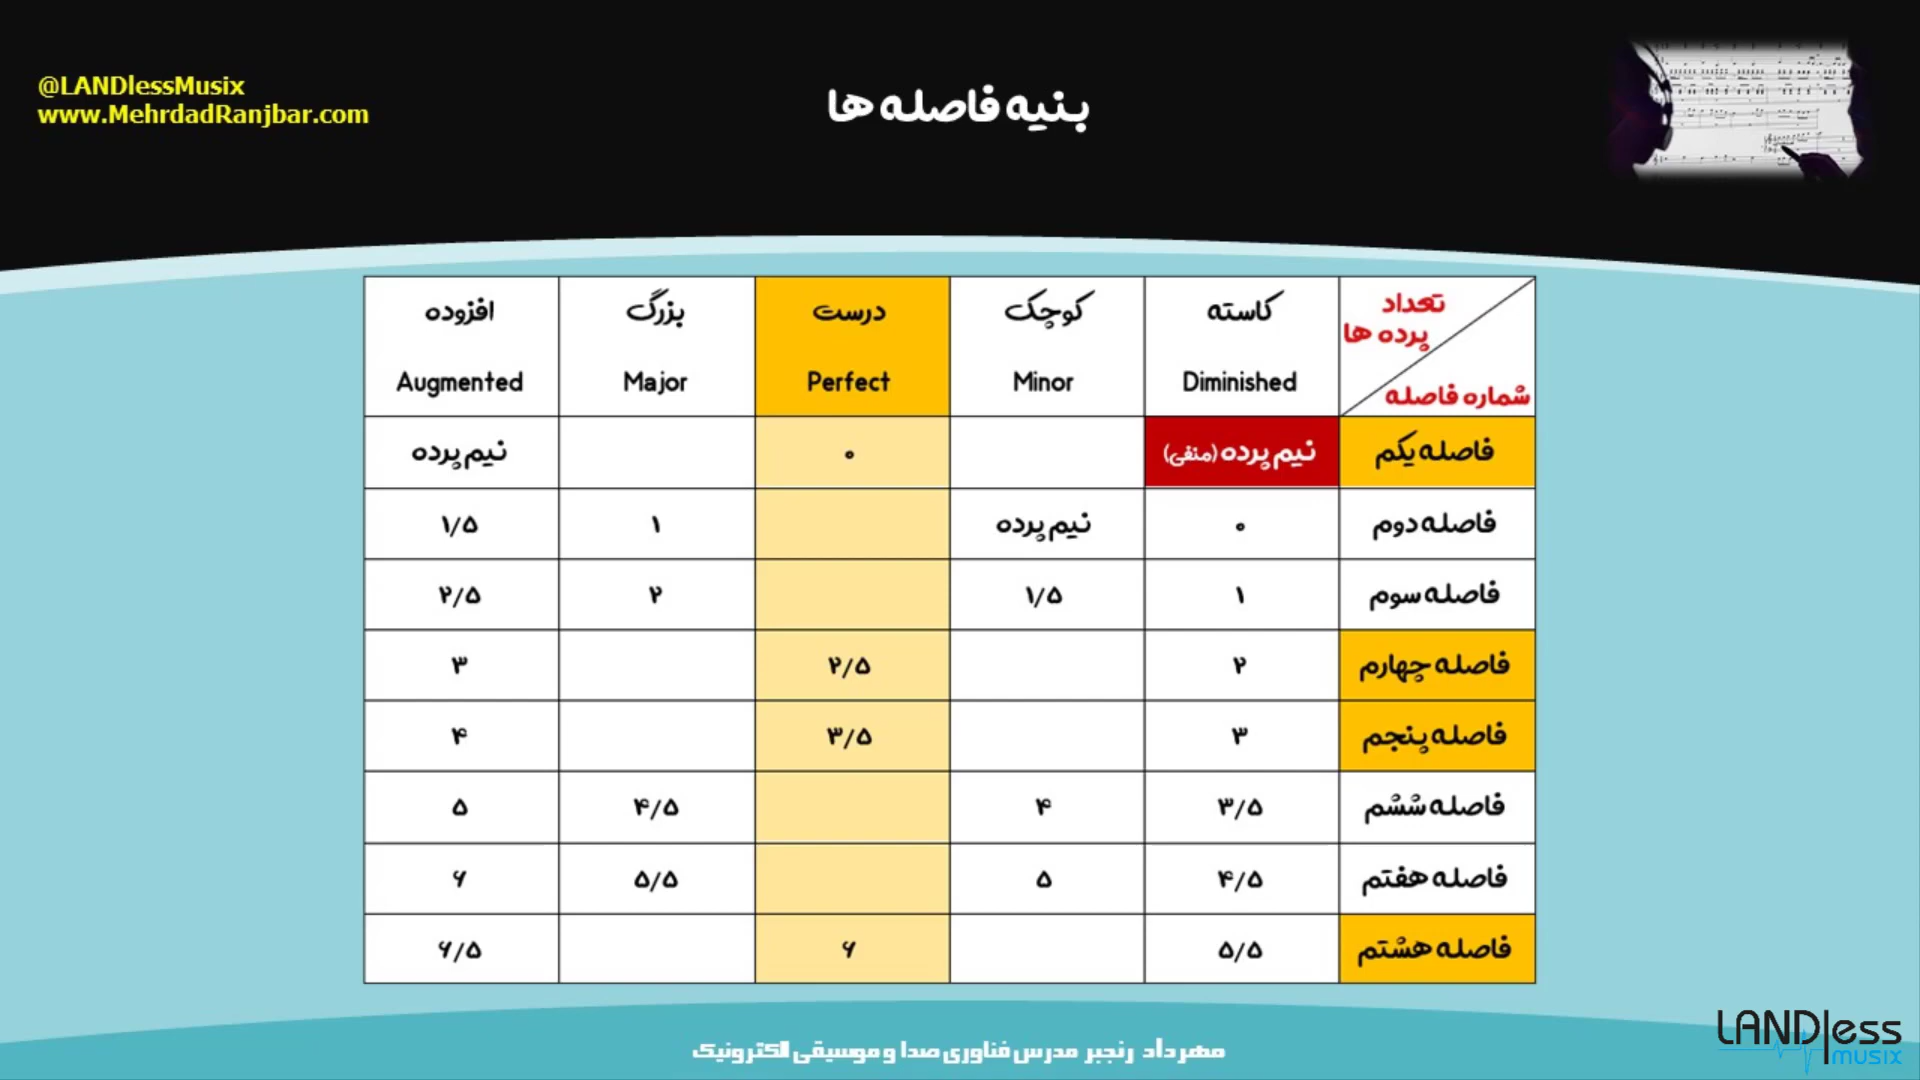 @LANDlessMusix
www.MehrdadRanjbar.com
بنیه فاصله ها
تعداد
پرده ها
شماره فاصله
کاسته
Diminished
کوچک
Minor
درست
Perfect
بزرگ
Major
افزوده
Augmented
فاصله یکم
نیم پرده (منفی)
۰
نیم پرده
فاصله دوم
۰
نیم پرده
۱
۱/۵
فاصله سوم
۱
۱/۵
۲
۲/۵
فاصله چهارم
۲
۲/۵
۳
فاصله پنجم
۳
۳/۵
۴
فاصله ششم
۳/۵
۴
۴/۵
۵
فاصله هفتم
۴/۵
۵
۵/۵
۶
فاصله هشتم
۵/۵
۶
۶/۵
مهرداد رنجبر مدرس فناوری صدا و موسیقی الکترونیک
LANDless
musix